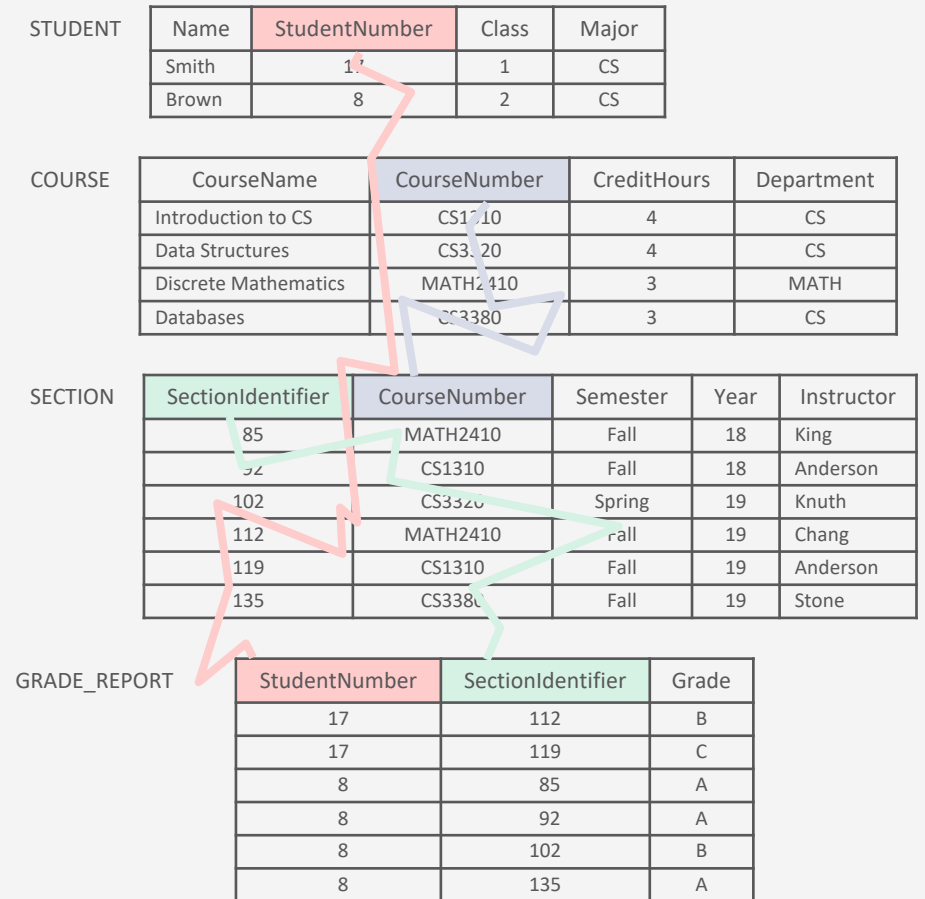 STUDENT Name StudentNumber Class Major
Smith 17 1 CS
Brown 8 2 CS
COURSE CourseName CourseNumber CreditHours Department
Introduction to CS CS1310 4 CS
Data Structures CS3320 4 CS
Discrete Mathematics MATH2410 3 MATH
Databases CS3380 3 CS
SECTION SectionIdentifier CourseNumber Semester Year Instructor
85 MATH2410 Fall 18 King
92 CS1310 Fall 18 Anderson
102 CS3320 Spring 19 Knuth
112 MATH2410 Fall 19 Chang
119 CS1310 Fall 19 Anderson
135 CS3380 Fall 19 Stone
GRADE_REPORT StudentNumber SectionIdentifier Grade
17 112 B
17 119 C
8 85 A
8 92 A
8 102 B
8 135 A